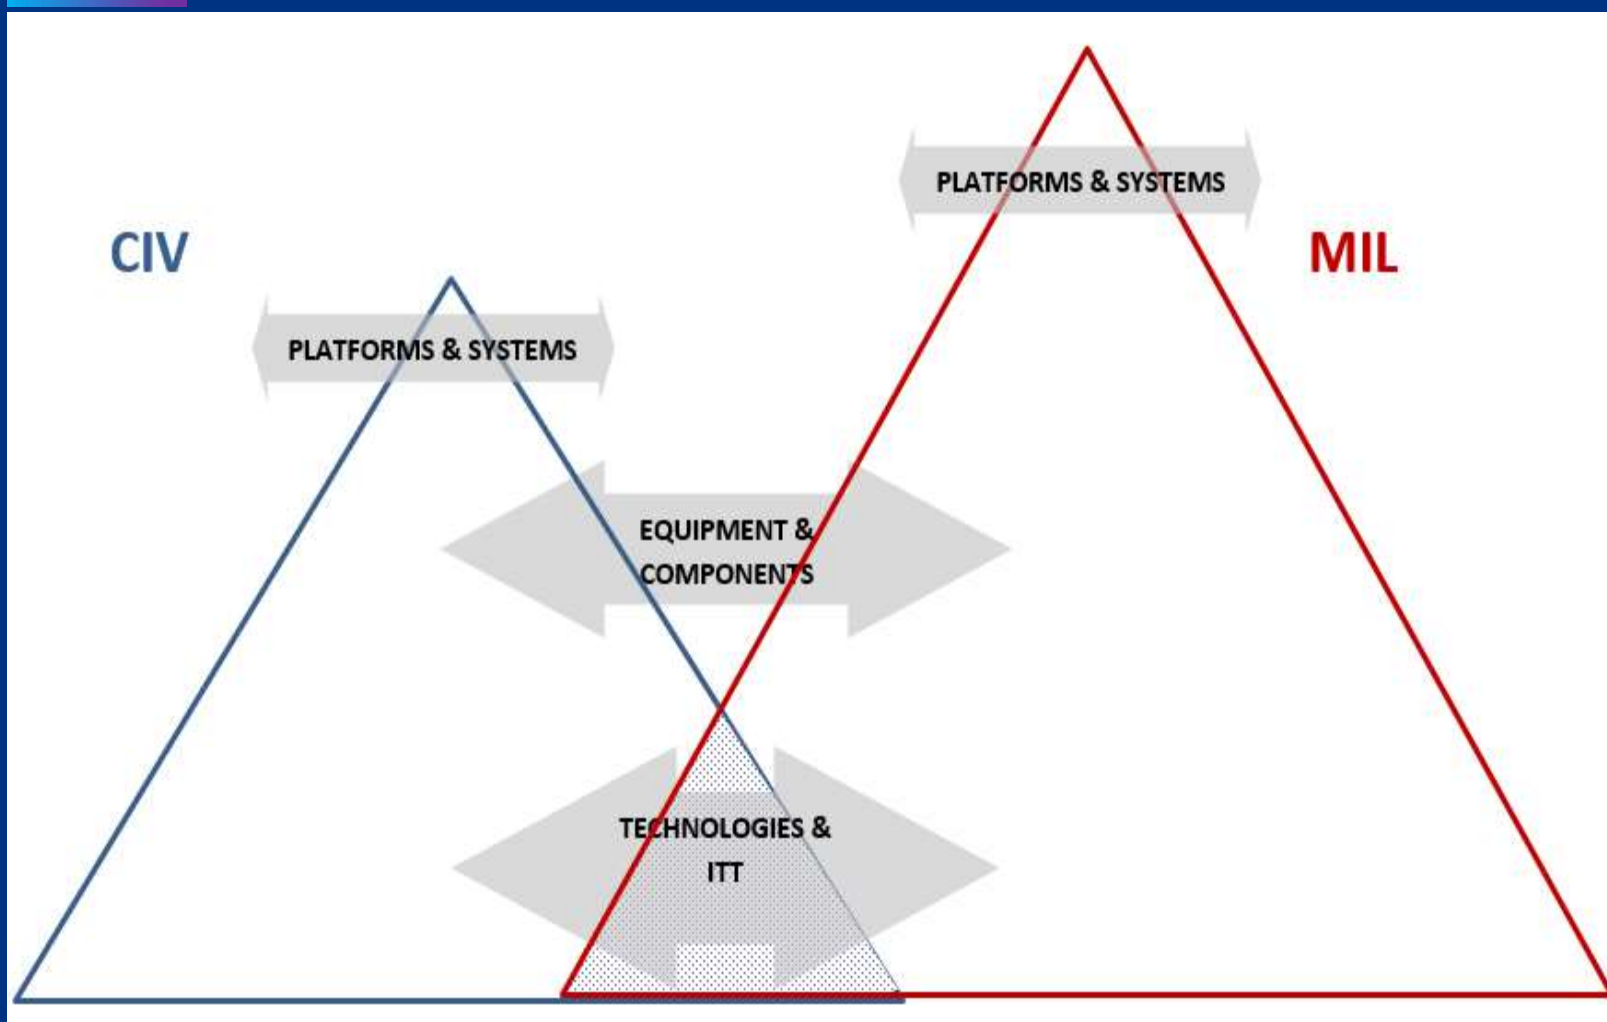 PLATFORMS & SYSTEMS
CIV
MIL
PLATFORMS & SYSTEMS
EQUIPMENT &
COMPONENTS
TECHNOLOGIES &
ITT